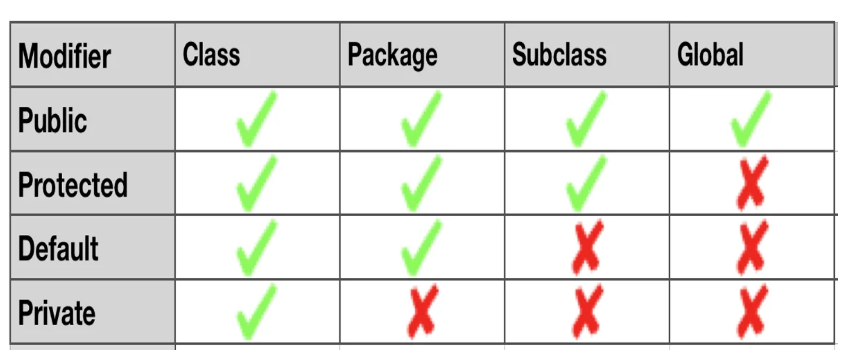 Modifier Class Package Subclass Global
Public
Protected
Default
Private